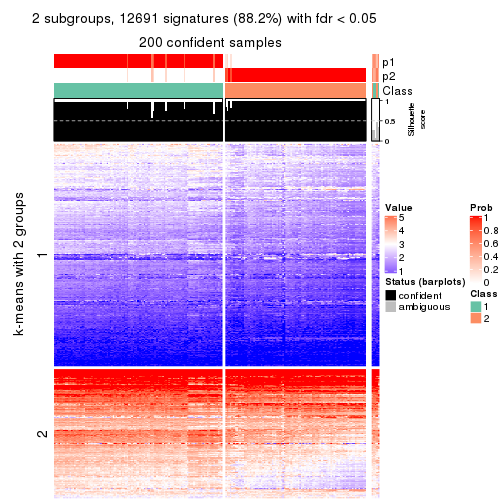 2 subgroups, 12691 signatures (88.2%) with fdr < 0.05
200 confident samples
p1
p2
Class
1
0.5
0
Silhouette
score
k-means with 2 groups
1
2
Value
5
4
3
2
1
Prob
1
0.8
0.6
0.4
0.2
0
Status (barplots)
confident
ambiguous
Class
1
2